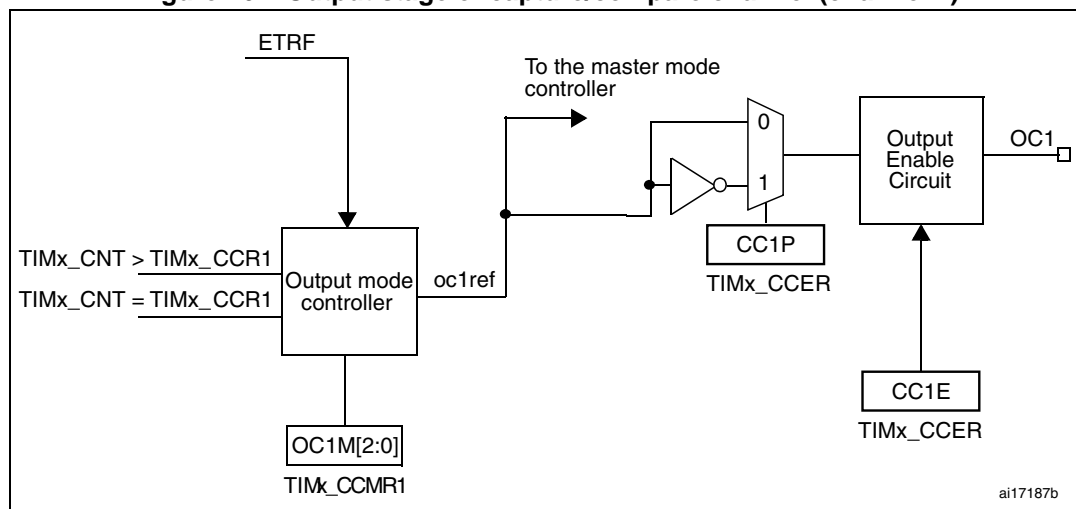 ETRF
To the master mode
controller
0
1
Output
Enable
Circuit
OC1
CC1P
TIMx_CCER
TIMx_CNT > TIMx_CCR1
TIMx_CNT = TIMx_CCR1
Output mode
controller
oc1ref
CC1E
TIMx_CCER
OC1M[2:0]
TIMx_CCMR1
ai17187b